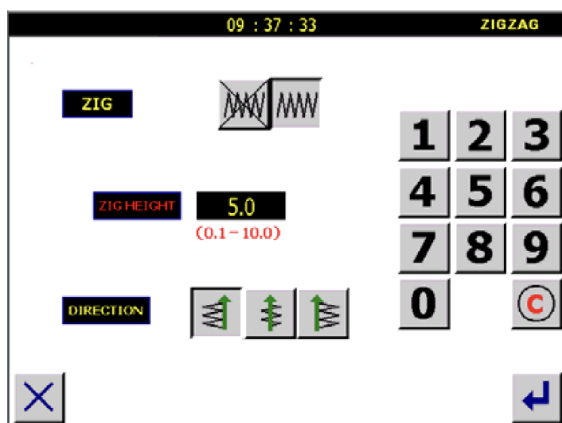 09 : 37 : 33 ZIGZAG
ZIG
1 2 3
ZIG HEIGHT 5.0
4 5 6
(0.1-10.0)
7 8 9
DIRECTION
0 C